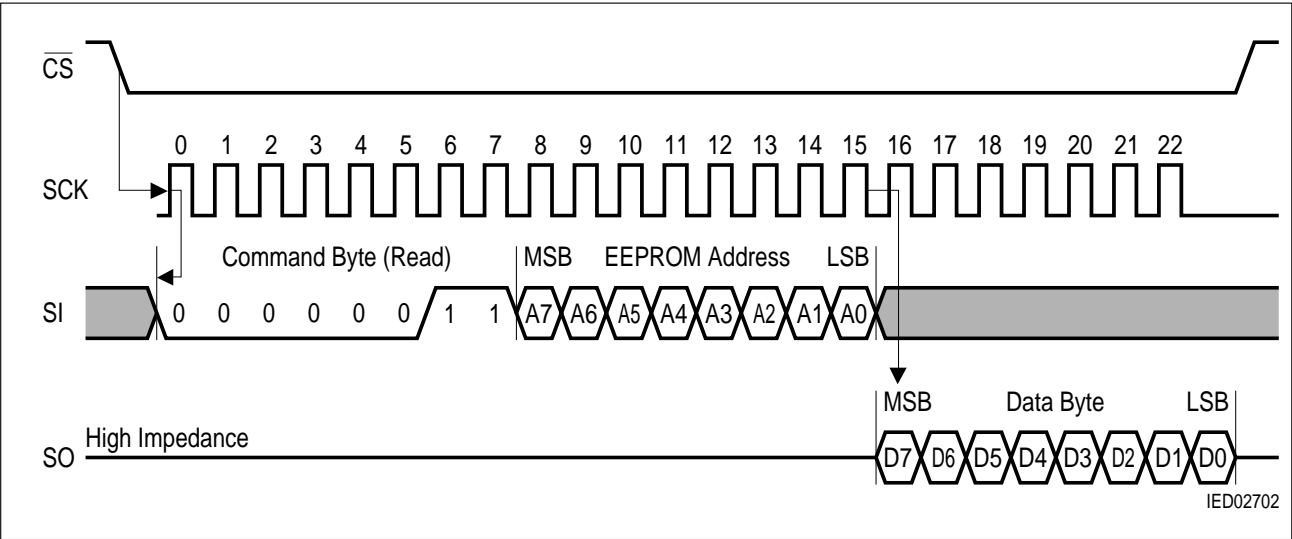 CS
0 1 2 3 4 5 6 7 8 9 10 11 12 13 14 15 16 17 18 19 20 21 22
SCK
Command Byte (Read) MSB EEPROM Address LSB
SI 0 0 0 0 0 0 1 1 A7 A6 A5 A4 A3 A2 A1 A0
MSB Data Byte LSB
High Impedance
SO D7 D6 D5 D4 D3 D2 D1 D0
IED02702